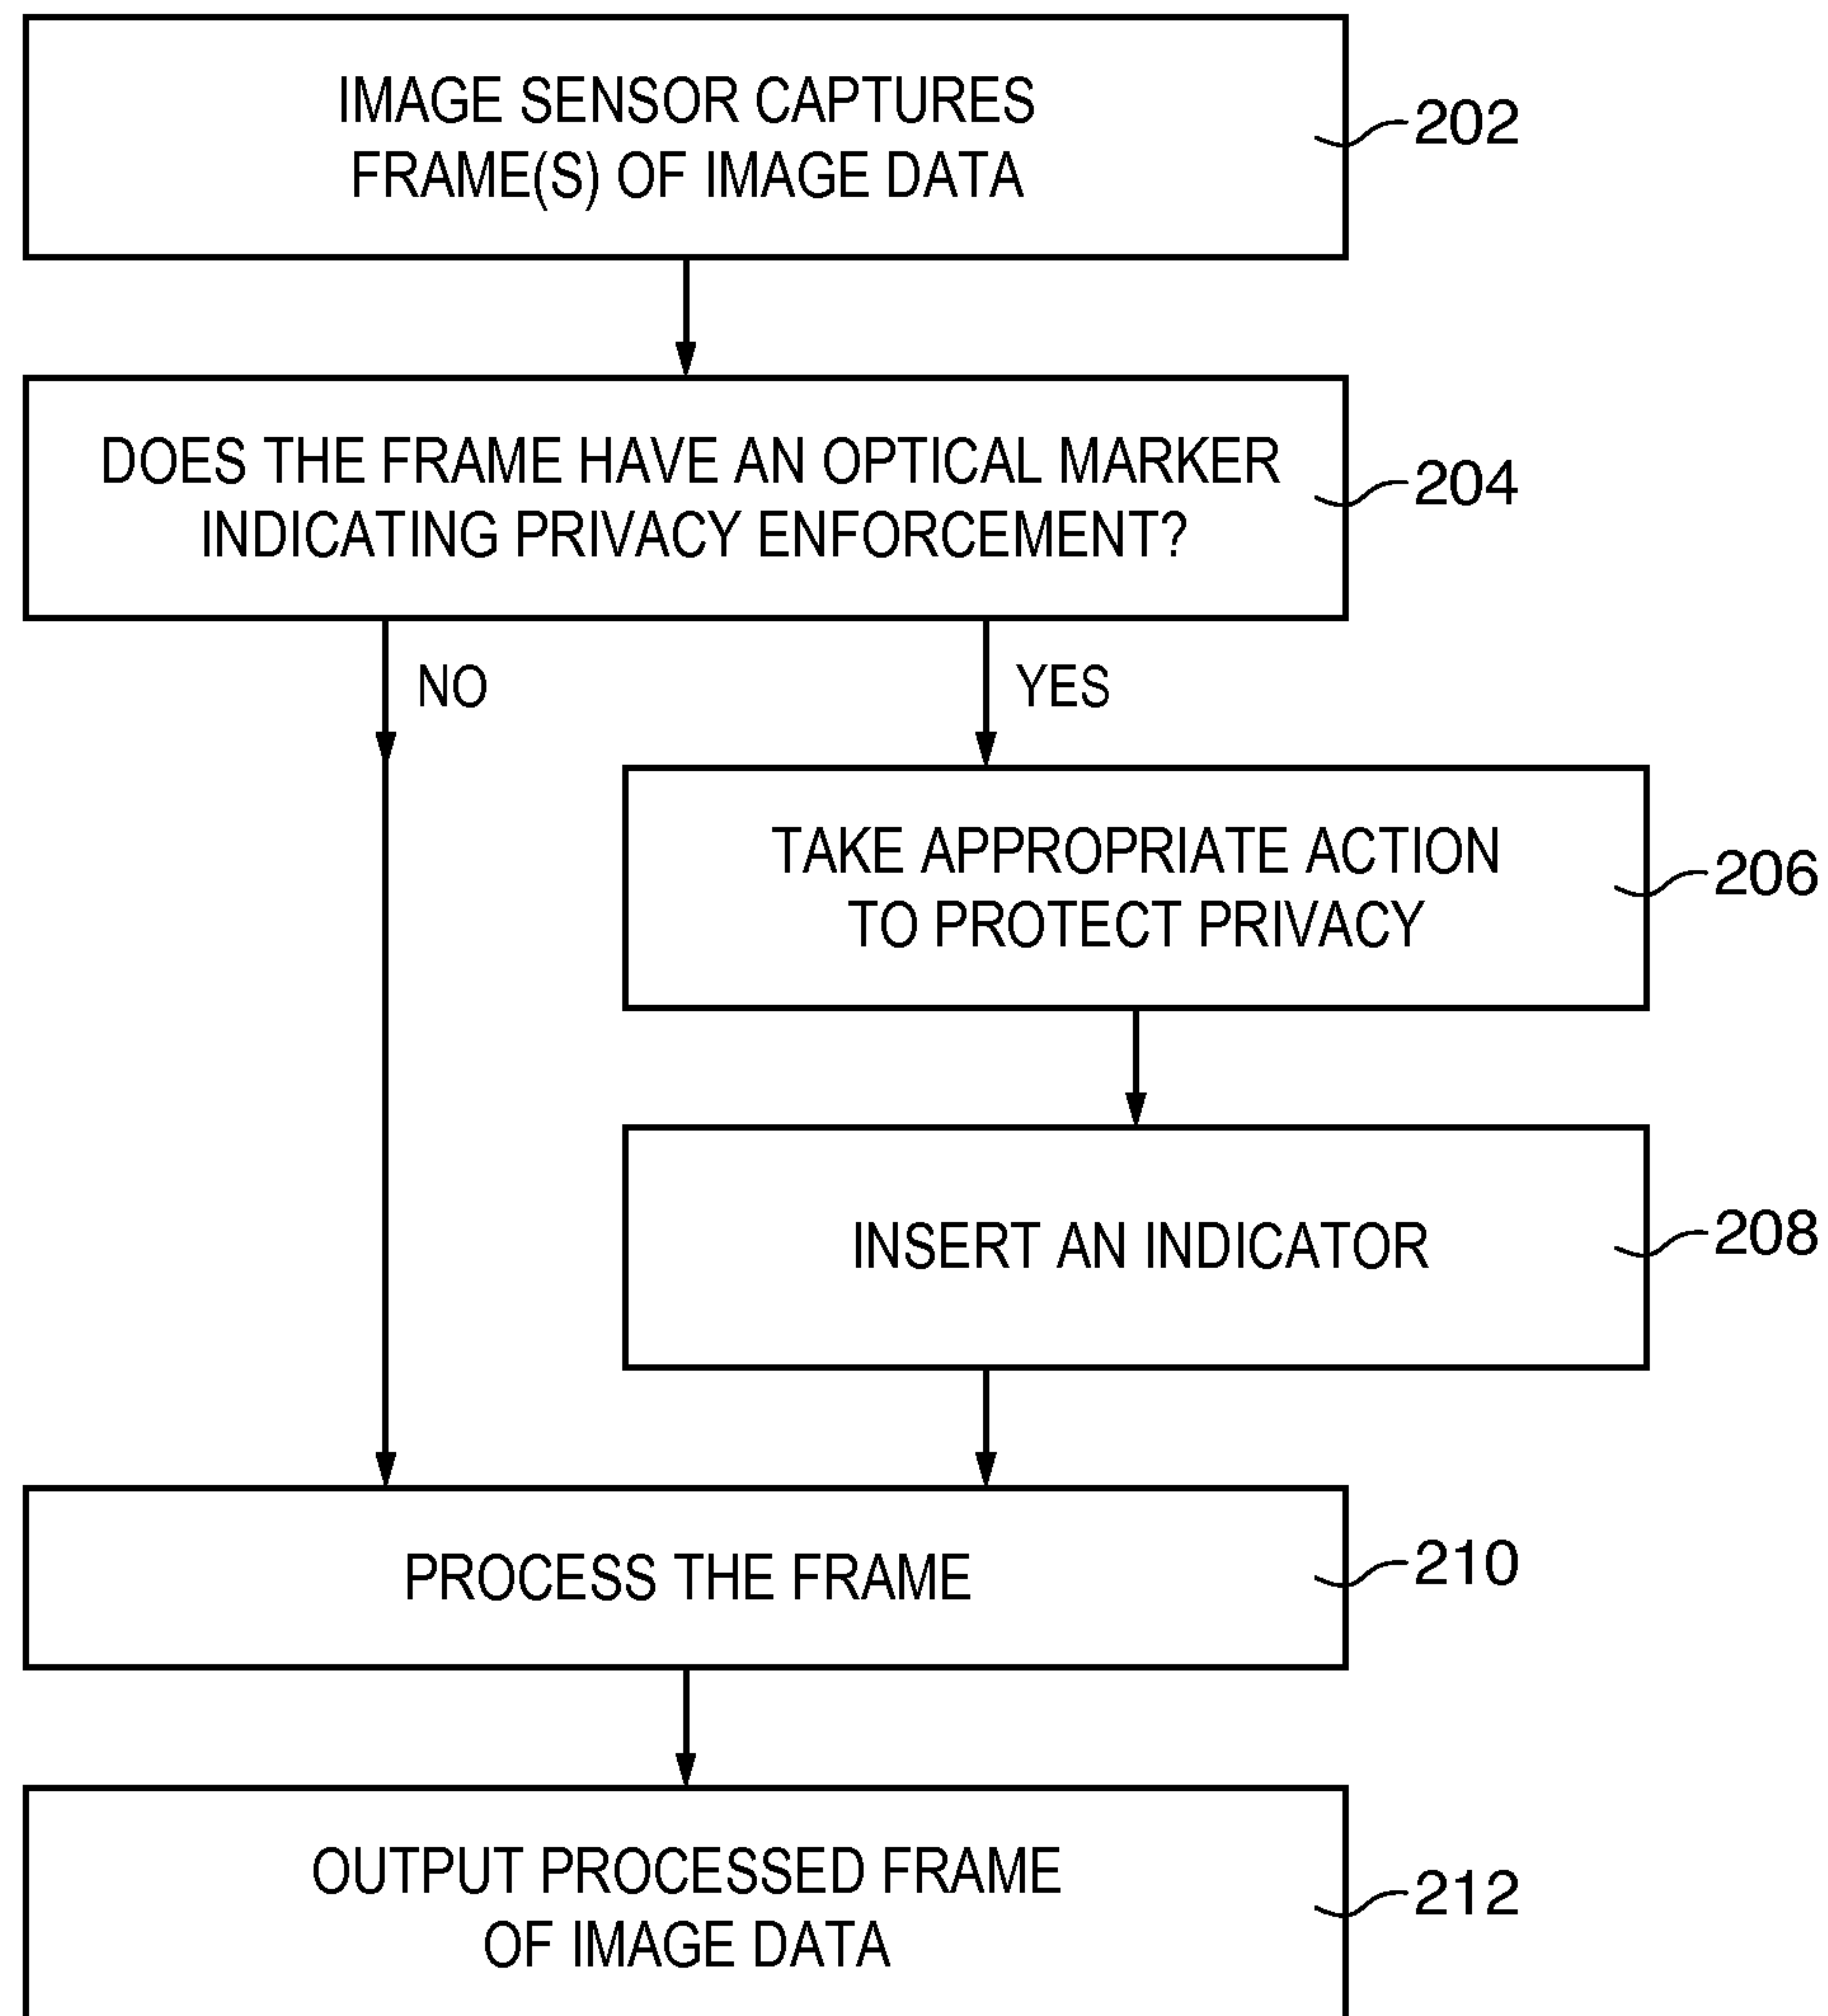 IMAGE SENSOR CAPTURES
FRAME(S) OF IMAGE DATA
202
DOES THE FRAME HAVE AN OPTICAL MARKER
INDICATING PRIVACY ENFORCEMENT?
204
NO
YES
TAKE APPROPRIATE ACTION
TO PROTECT PRIVACY
206
INSERT AN INDICATOR
208
PROCESS THE FRAME
210
OUTPUT PROCESSED FRAME
OF IMAGE DATA
212